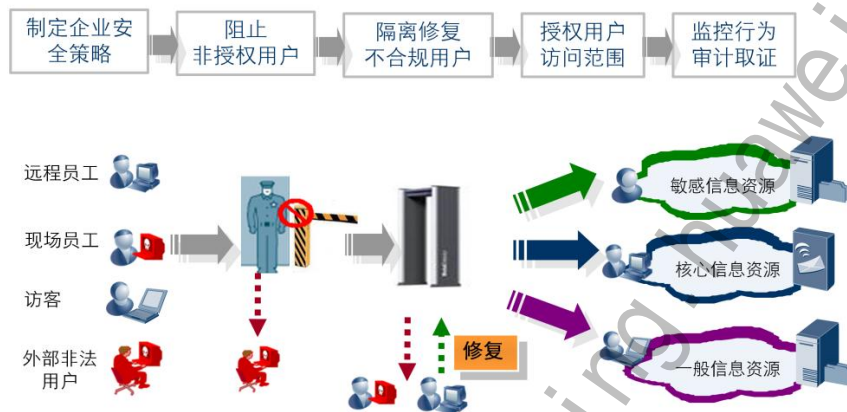 制定企业安
全策略
阻止
非授权用户
隔离修复
不合规用户
授权用户
访问范围
监控行为
审计取证
远程员工
现场员工
访客
外部非法
用户
修复
敏感信息资源
核心信息资源
一般信息资源
ing huawei